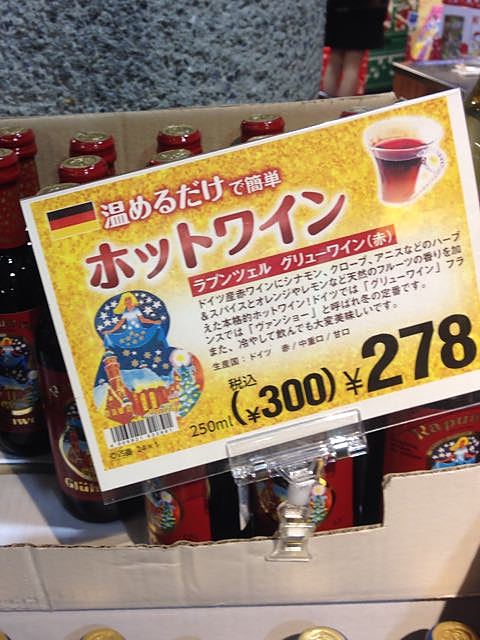 温めるだけで簡単
ホットワイン
ラプンツェル グリューワイン(赤)
ドイツ産赤ワインにシナモン、クローブ、アニスなどのハーブ
&スパイスとオレンジやレモンなど天然のフルーツの香りを加
えた本格的ホットワイン!ドイツでは「グリューワイン」フラ
ンスでは「ヴァンショー」と呼ばれ冬の定番です。
また、冷やして飲んでも大変美味しいです。
生産国:ドイツ 赤/中重口/甘口
税込
250ml(¥300)¥278
Glüh
Rapun